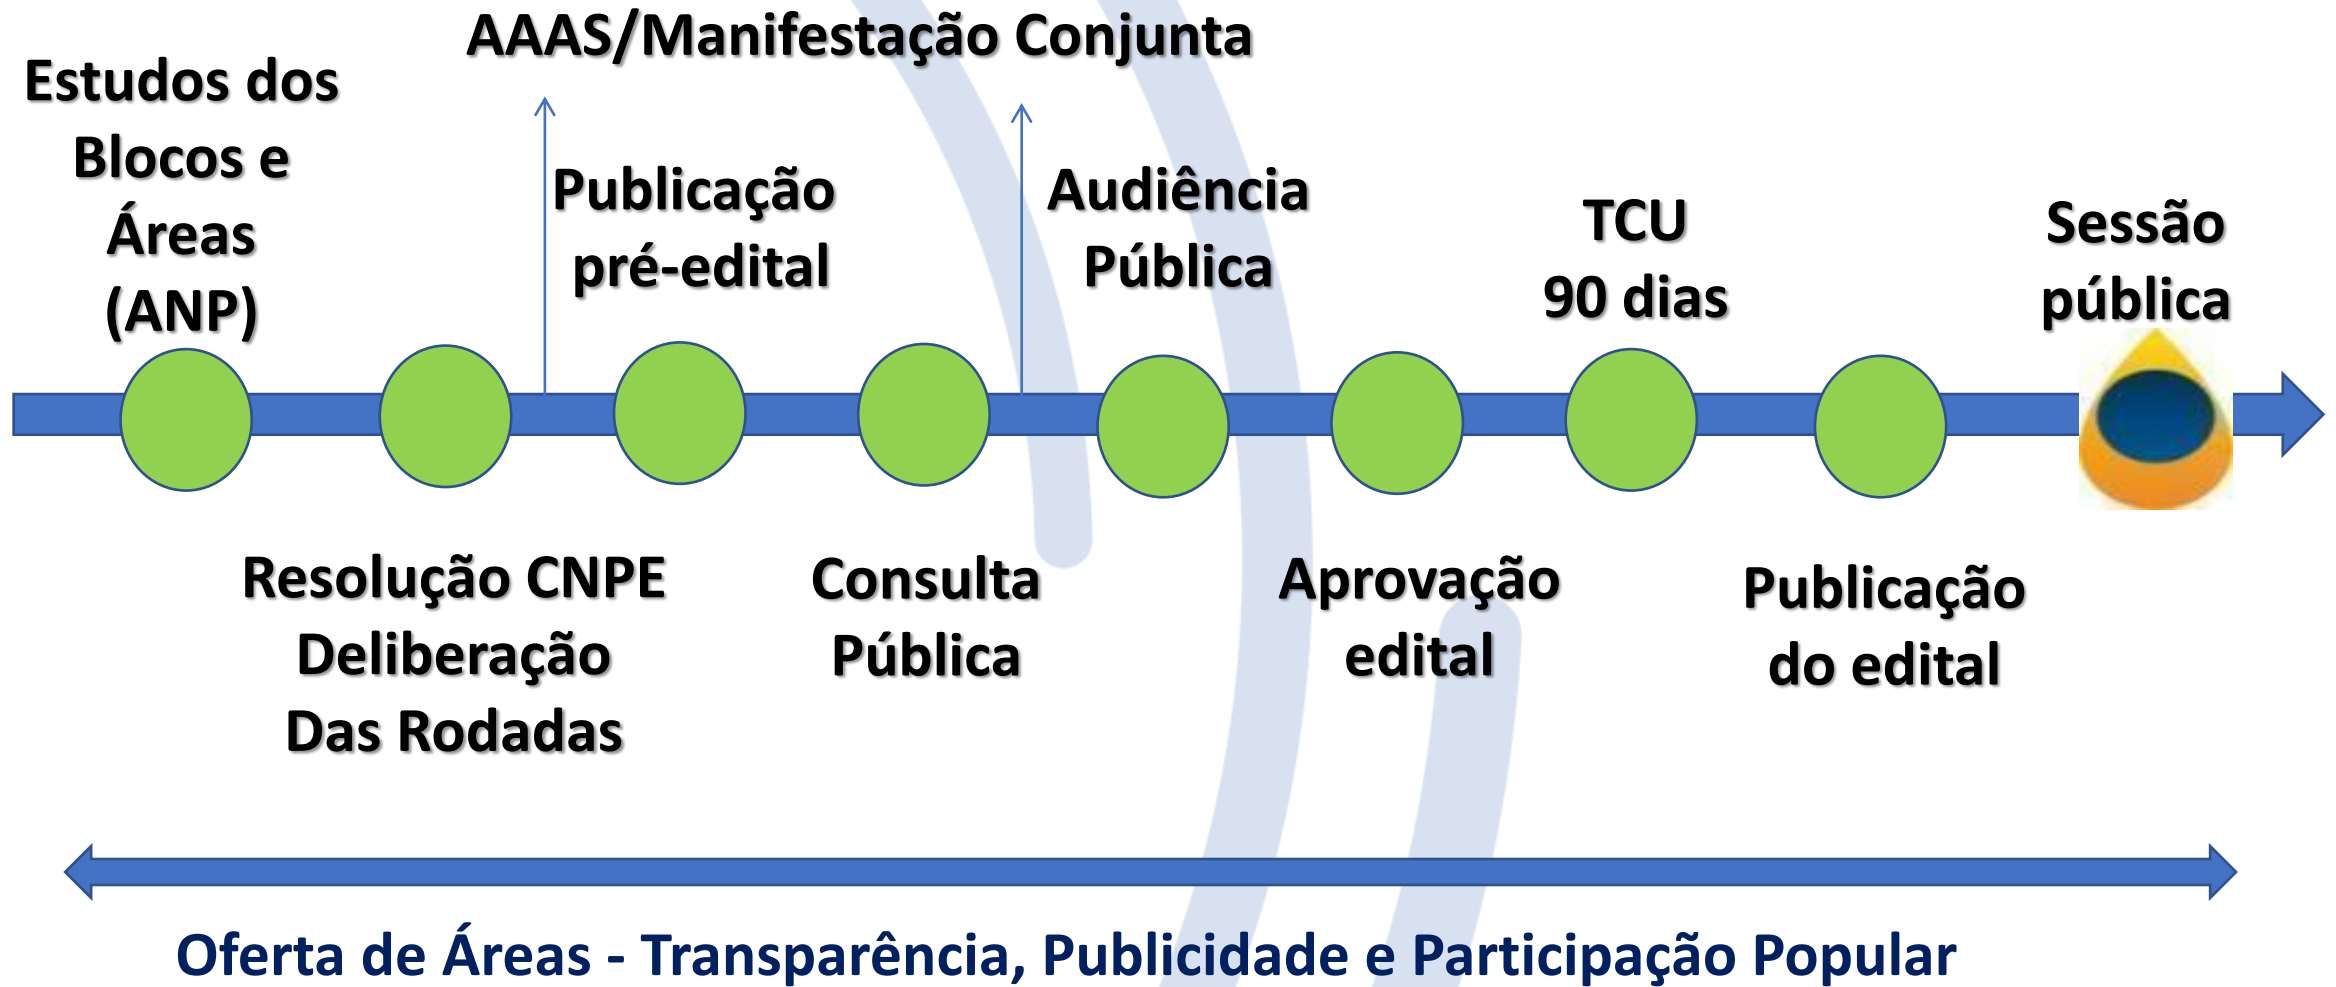 AAAS/Manifestação Conjunta
Estudos dos
Blocos e
Áreas
(ANP)
Publicação
pré-edital
Audiência
Pública
TCU
90 dias
Sessão
pública
Resolução CNPE
Deliberação
Das Rodadas
Consulta
Pública
Aprovação
edital
Publicação
do edital
Oferta de Áreas - Transparência, Publicidade e Participação Popular